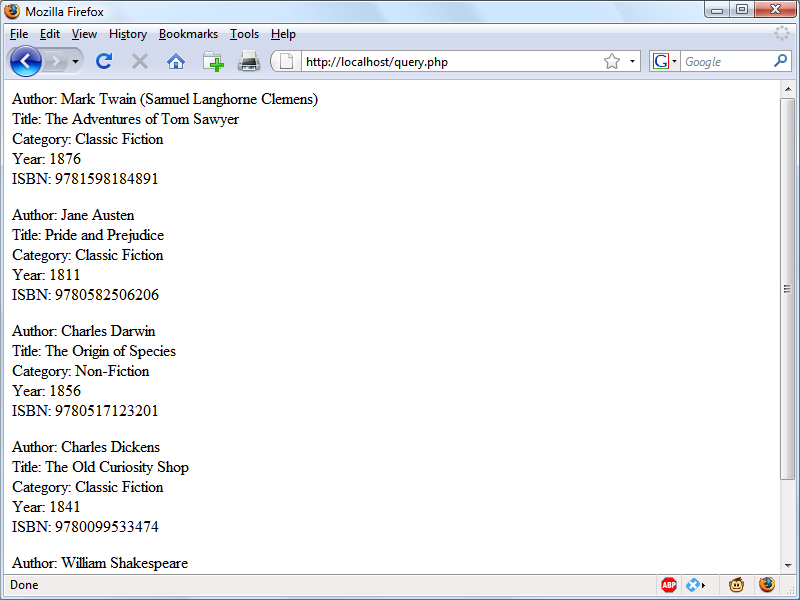 Mozilla Firefox
File Edit View History Bookmarks Tools Help
http://localhost/query.php
G Google
Author: Mark Twain (Samuel Langhorne Clemens)
Title: The Adventures of Tom Sawyer
Category: Classic Fiction
Year: 1876
ISBN: 9781598184891
Author: Jane Austen
Title: Pride and Prejudice
Category: Classic Fiction
Year: 1811
ISBN: 9780582506206
Author: Charles Darwin
Title: The Origin of Species
Category: Non-Fiction
Year: 1856
ISBN: 9780517123201
Author: Charles Dickens
Title: The Old Curiosity Shop
Category: Classic Fiction
Year: 1841
ISBN: 9780099533474
Author: William Shakespeare
Done ABP